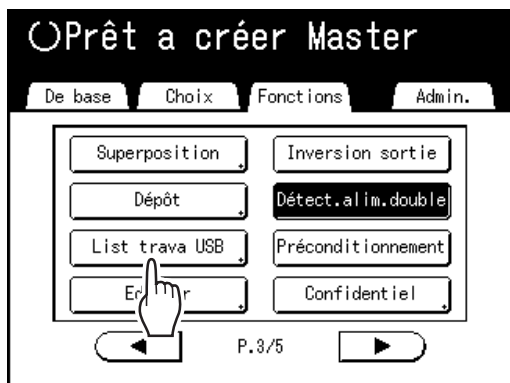 Prêt a créer Master
De base Choix Fonctions Admin.
Superposition Inversion sortie
Dépôt Détect.alim.double
List trava USB Préconditionnement
Confidentiel
P.3/5